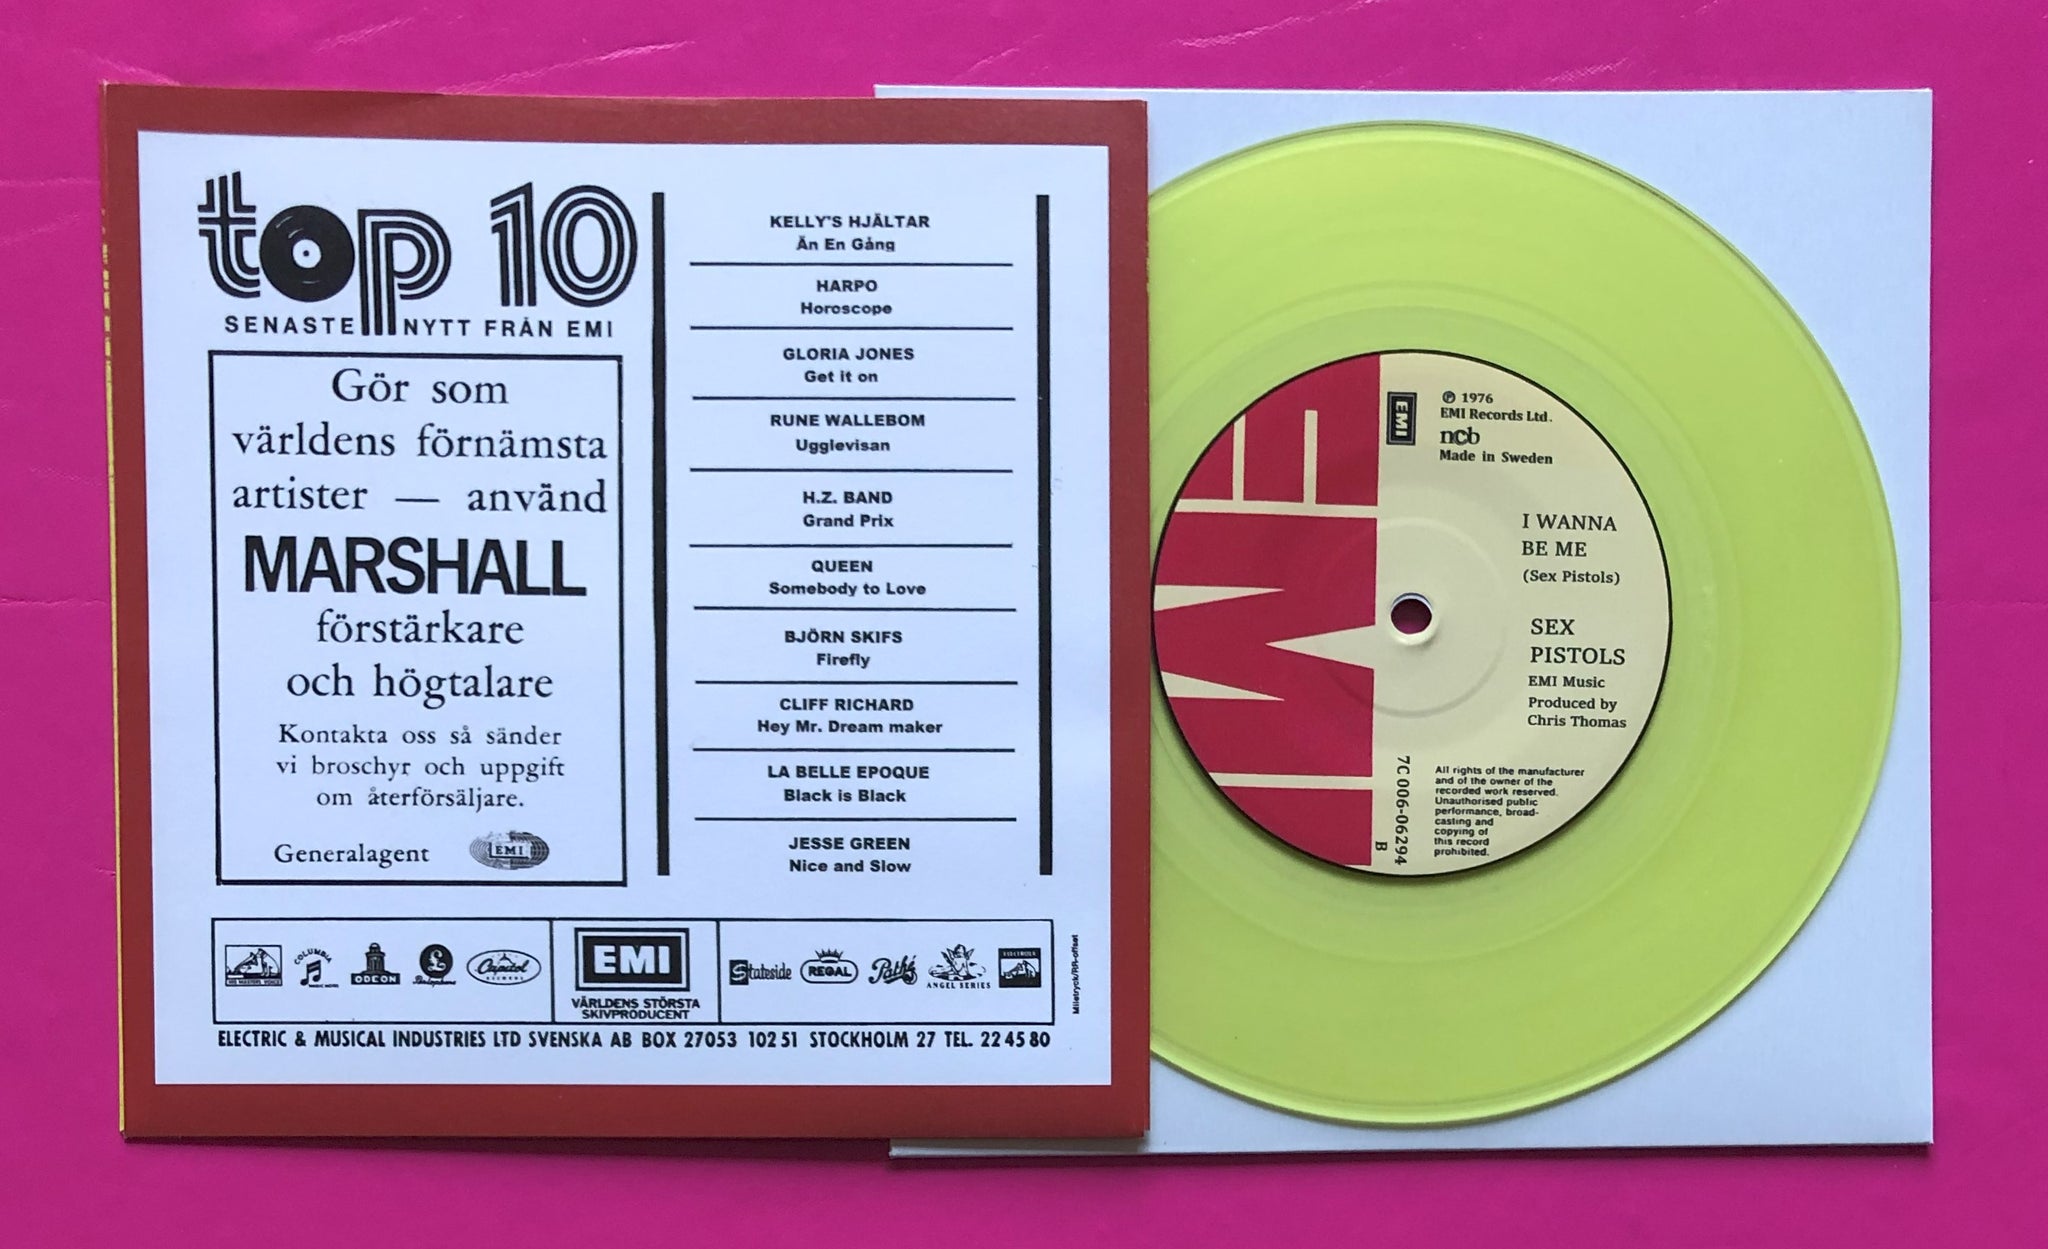 top 10
SENASTE NYTT FRÅN EMI
Gör som
världens förnämsta
artister — använd
MARSHALL
förstärkare
och högtalare
Kontakta oss så sänder
vi broschyr och uppgift
om återförsäljare.
Generalagent EMI
KELLY'S HJÄLTAR
Än En Gång
HARPO
Horoscope
GLORIA JONES
Get it on
RUNE WALLEBOM
Ugglevisan
H.Z. BAND
Grand Prix
QUEEN
Somebody to Love
BJÖRN SKIFS
Firefly
CLIFF RICHARD
Hey Mr. Dream maker
LA BELLE EPOQUE
Black is Black
JESSE GREEN
Nice and Slow
HIS MASTERS VOICE
COLUMBIA
ODEON
£
Parlophone
Capitol
EMI
VÄRLDENS STÖRSTA
SKIVPRODUCENT
Stateside
REGAL
Pathé
ANGEL SERIES
ELECTRIC & MUSICAL INDUSTRIES LTD SVENSKA AB BOX 27053 102 51 STOCKHOLM 27 TEL. 22 45 80
EMI
EMI
℗ 1976
EMI Records Ltd.
ncb
Made in Sweden
I WANNA
BE ME
(Sex Pistols)
SEX
PISTOLS
EMI Music
Produced by
Chris Thomas
7C 006-06294
B
All rights of the manufacturer
and of the owner of the
recorded work reserved.
Unauthorised public
performance, broad-
casting and
copying of
this record
prohibited.